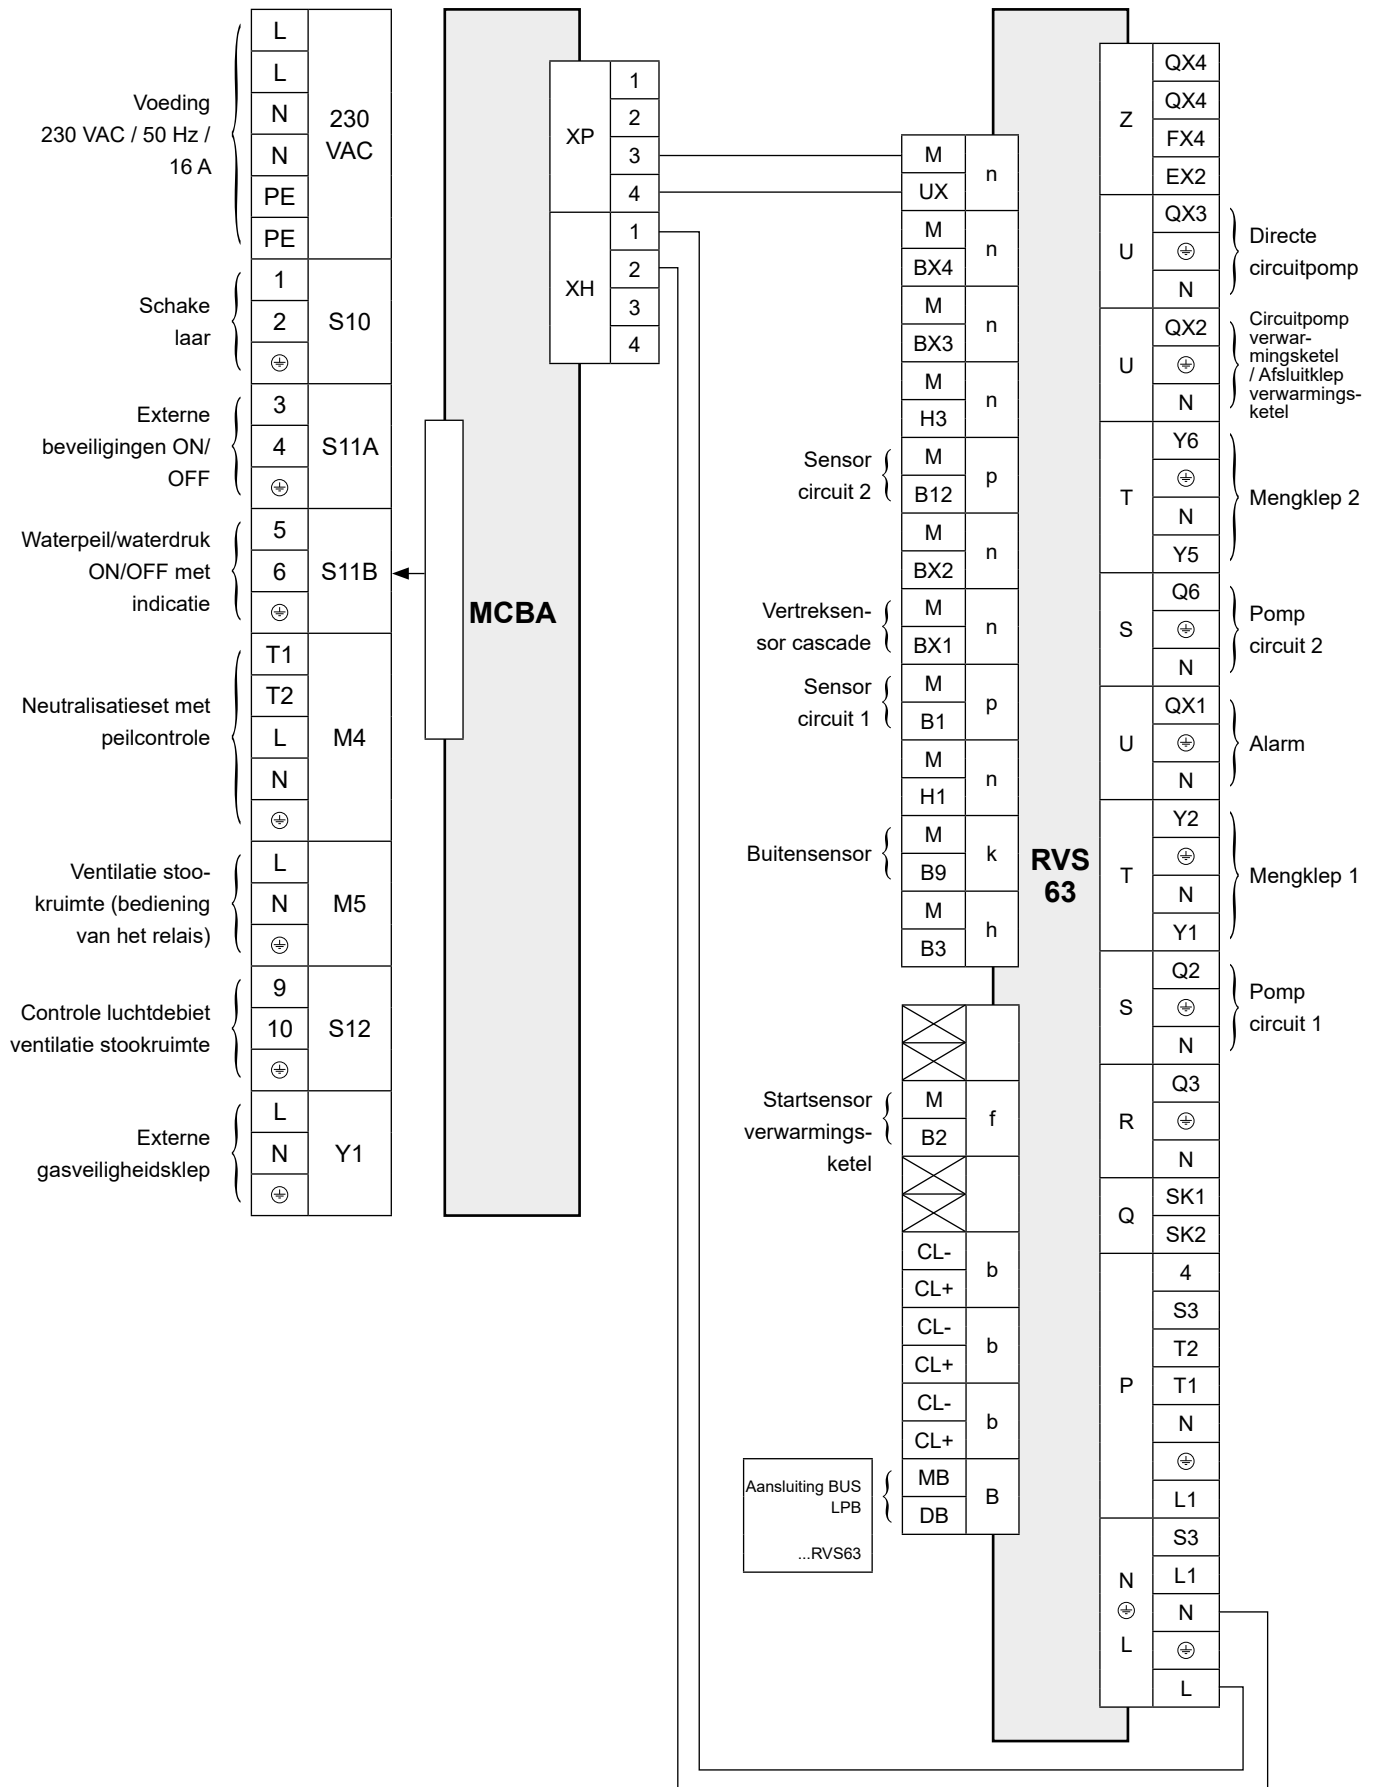 Voeding
230 VAC / 50 Hz /
16 A
L
L
N
N
PE
PE
230
VAC
Schake
laar
1
2
⏚
S10
Externe
beveiligingen ON/
OFF
3
4
⏚
S11A
Waterpeil/waterdruk
ON/OFF met
indicatie
5
6
⏚
S11B
Neutralisatieset met
peilcontrole
T1
T2
L
N
⏚
M4
Ventilatie stoo-
kruimte (bediening
van het relais)
L
N
⏚
M5
Controle luchtdebiet
ventilatie stookruimte
9
10
⏚
S12
Externe
gasveiligheidsklep
L
N
⏚
Y1
MCBA
XP
1
2
3
4
XH
1
2
3
4
M
UX
n
M
BX4
n
M
BX3
n
M
H3
n
Sensor
circuit 2
M
B12
p
M
BX2
n
Vertreksen-
sor cascade
M
BX1
n
Sensor
circuit 1
M
B1
p
M
H1
n
Buitensensor
M
B9
k
M
B3
h
Startsensor
verwarmings-
ketel
M
B2
f
CL-
CL+
b
CL-
CL+
b
CL-
CL+
b
Aansluiting BUS
LPB
...RVS63
MB
DB
B
RVS
63
Z
QX4
QX4
FX4
EX2
U
QX3
⏚
N
Directe
circuitpomp
U
QX2
⏚
N
Circuitpomp
verwar-
mingsketel
/ Afsluitklep
verwarmings-
ketel
T
Y6
⏚
N
Y5
Mengklep 2
S
Q6
⏚
N
Pomp
circuit 2
U
QX1
⏚
N
Alarm
T
Y2
⏚
N
Y1
Mengklep 1
S
Q2
⏚
N
Pomp
circuit 1
R
Q3
⏚
N
Q
SK1
SK2
P
4
S3
T2
T1
N
⏚
L1
N
⏚
L
S3
L1
N
⏚
L